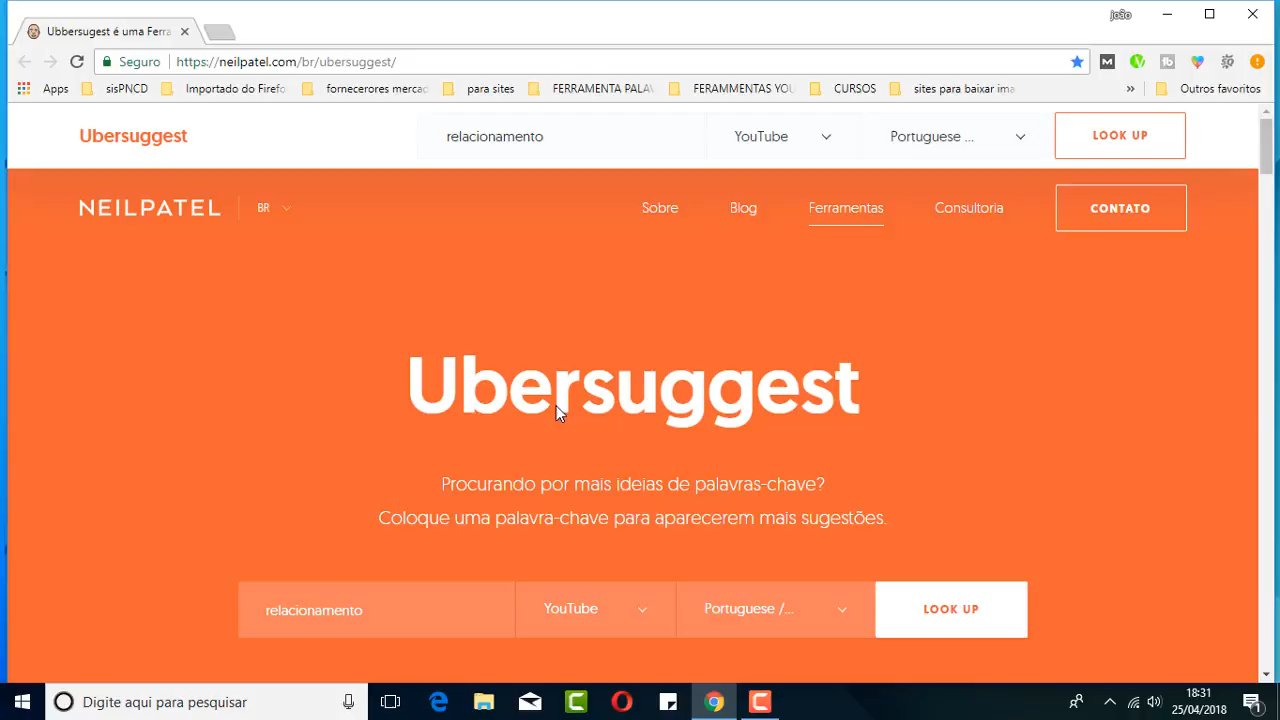 joão
Ubbersugest é uma Ferra
Seguro
https://neilpatel.com/br/ubersuggest/
Apps
sisPNCD
Importado do Firefo
fornecerores mercad
para sites
FERRAMENTA PALAV
FERAMMENTAS YOU
CURSOS
sites para baixar ima
»
Outros favoritos
Ubersuggest
relacionamento
YouTube
Portuguese ...
LOOK UP
NEILPATEL
BR
Sobre
Blog
Ferramentas
Consultoria
CONTATO
Ubersuggest
Procurando por mais ideias de palavras-chave?
Coloque uma palavra-chave para aparecerem mais sugestões.
relacionamento
YouTube
Portuguese /...
LOOK UP
Digite aqui para pesquisar
18:31
25/04/2018